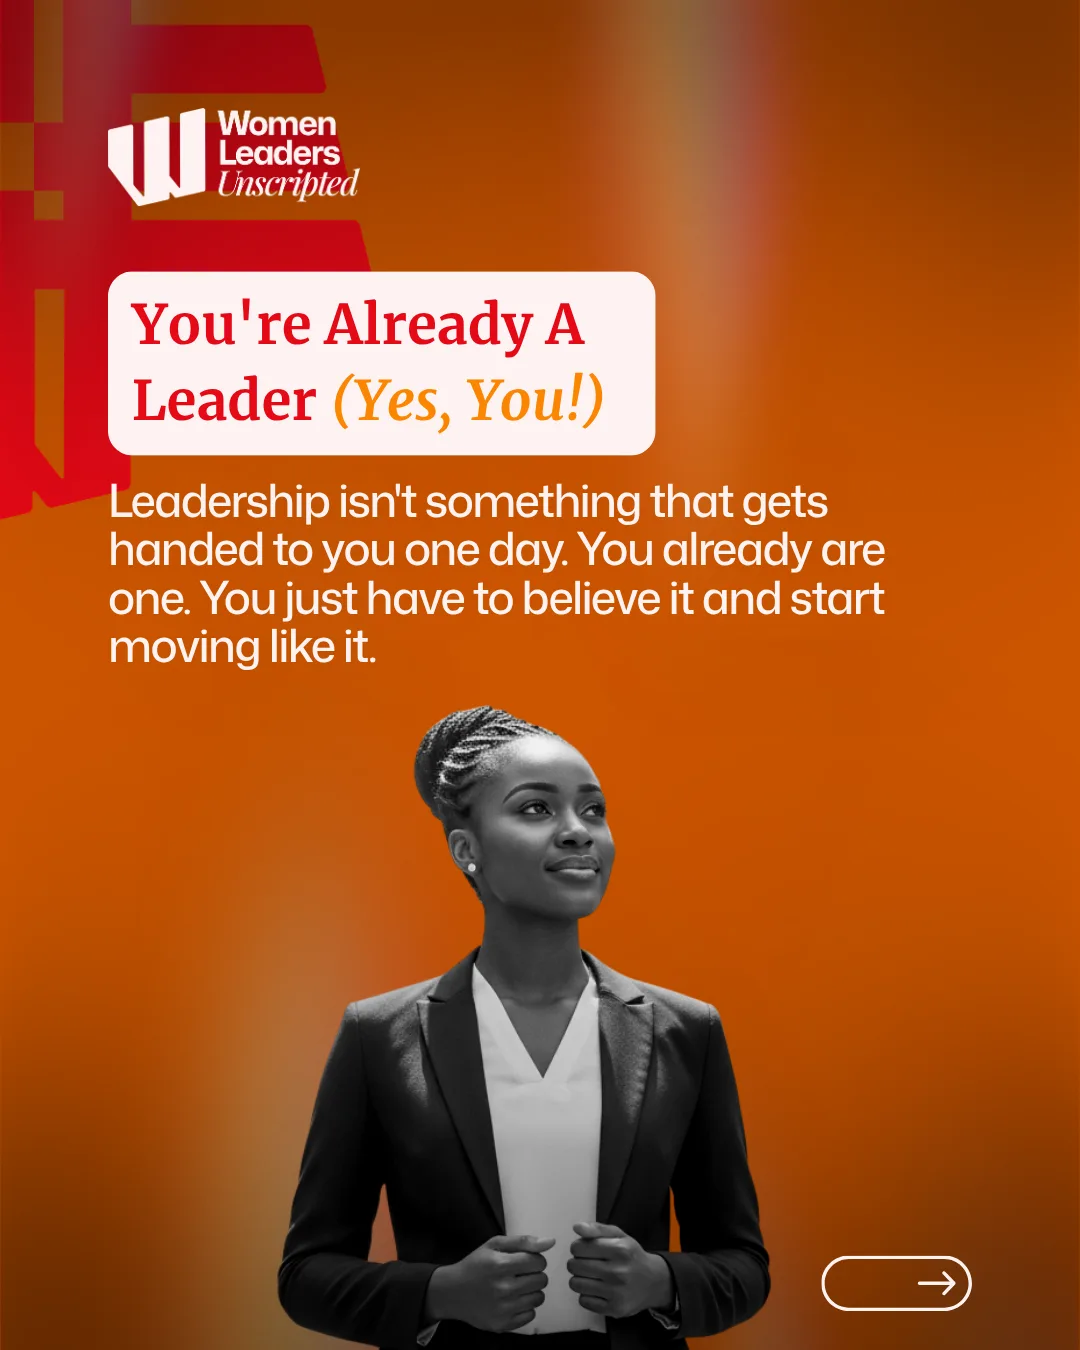 Women
Leaders
Unscripted
You're Already A
Leader (Yes, You!)
Leadership isn't something that gets
handed to you one day. You already are
one. You just have to believe it and start
moving like it.